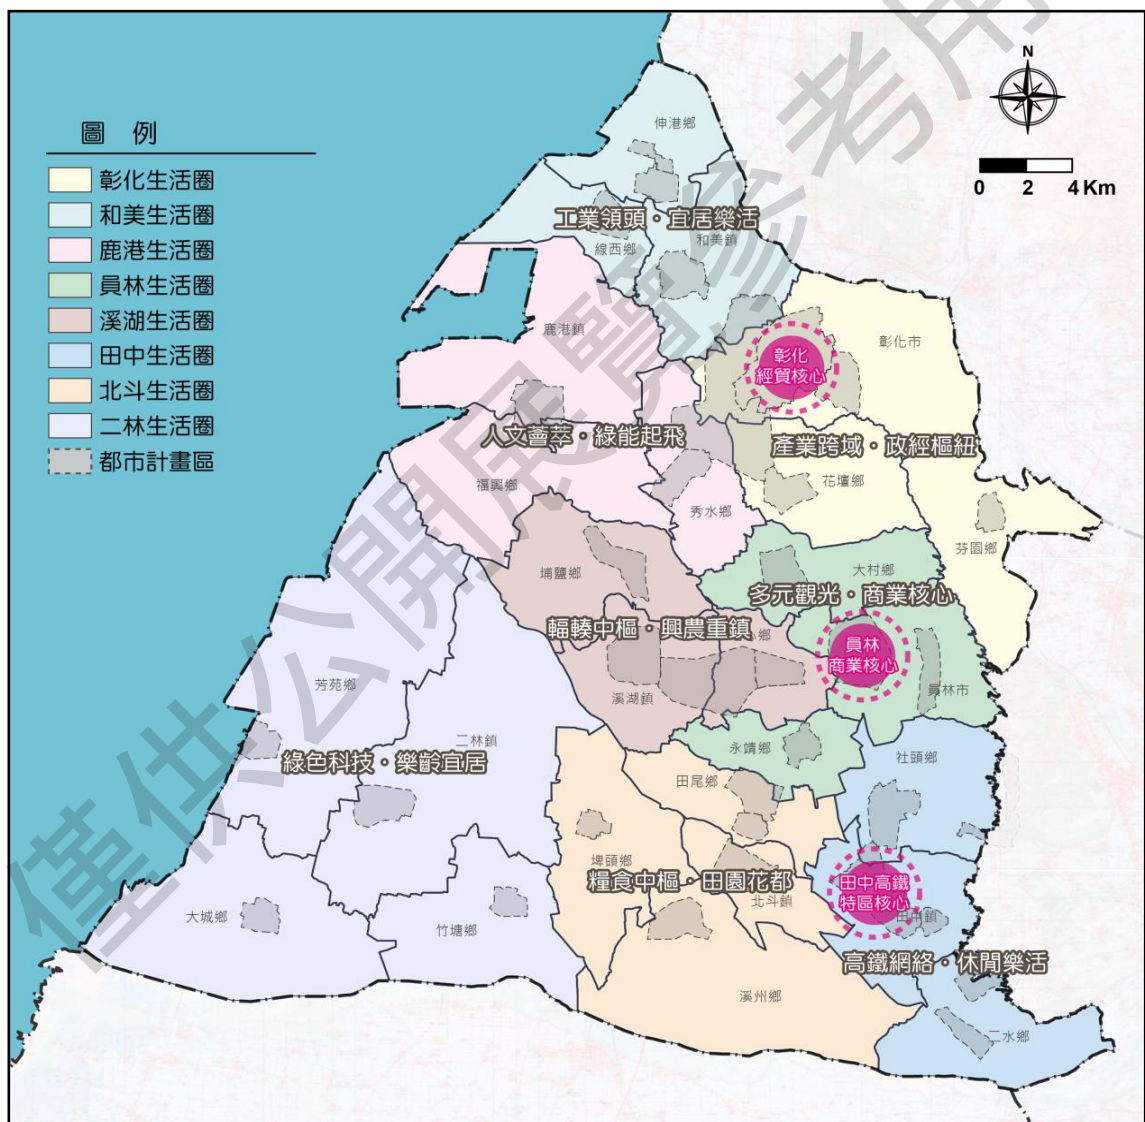 圖 例
彰化生活圈
和美生活圈
鹿港生活圈
員林生活圈
溪湖生活圈
田中生活圈
北斗生活圈
二林生活圈
都市計畫區
N
0 2 4 Km
伸港鄉
工業領頭・宜居樂活
線西鄉
和美鎮
鹿港鎮
彰化市
彰化
經貿核心
人文薈萃・綠能起飛
產業跨域・政經樞紐
福興鄉
花壇鄉
秀水鄉
芬園鄉
埔鹽鄉
大村鄉
多元觀光・商業核心
輻輳中樞・興農重鎮
鄉
員林
商業核心
芳苑鄉
溪湖鎮
員林市
二林鎮
永靖鄉
社頭鄉
綠色科技・樂齡宜居
田尾鄉
埤頭鄉
糧食中樞・田園花都
田中高鐵
特區核心
北斗鎮
大城鄉
竹塘鄉
田中鎮
高鐵網絡・休閒樂活
溪州鄉
二水鄉
僅供公開展覽參考用